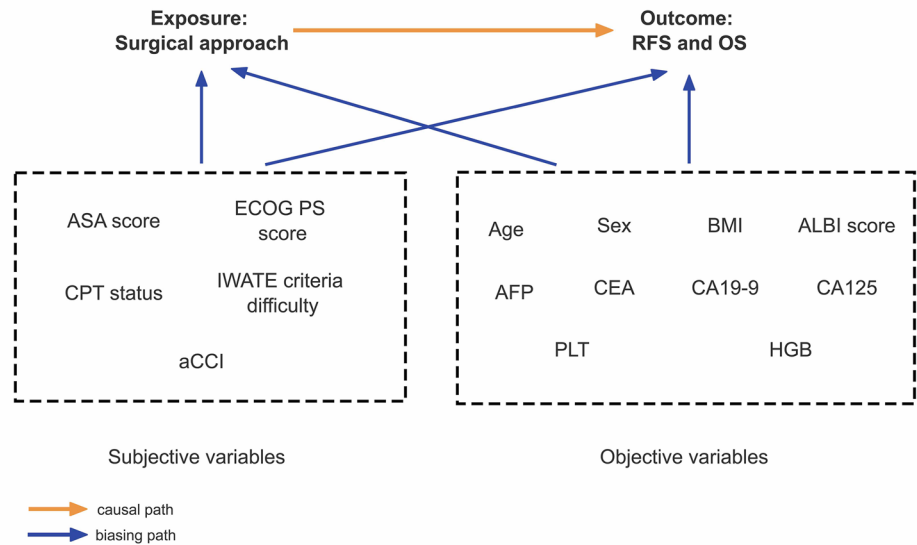 Exposure:
Surgical approach
Outcome:
RFS and OS
ASA score
ECOG PS
score
CPT status
IWATE criteria
difficulty
aCCI
Age
Sex
BMI
ALBI score
AFP
CEA
CA19-9
CA125
PLT
HGB
Subjective variables
Objective variables
causal path
biasing path